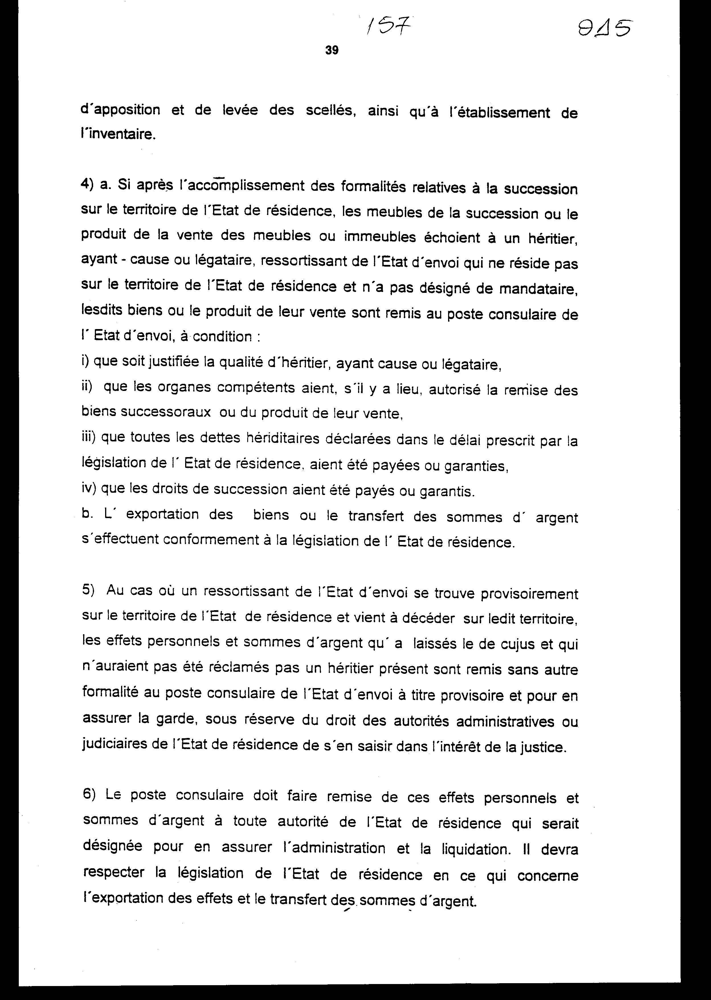 157
39
d´apposition et de levée des scellés, ainsi qu´à l´établissement de
l´inventaire.
4) a. Si après l´accomplissement des formalités relatives à la succession
sur le territoire de l´Etat de résidence, les meubles de la succession ou le
produit de la vente des meubles ou immeubles échoient à un héritier,
ayant - cause ou légataire, ressortissant de l´Etat d´envoi qui ne réside pas
sur le territoire de l´Etat de résidence et n´a pas désigné de mandataire,
lesdits biens ou le produit de leur vente sont remis au poste consulaire de
l´ Etat d´envoi, à condition :
i) que soit justifiée la qualité d´héritier, ayant cause ou légataire,
ii) que les organes compétents aient, s´il y a lieu, autorisé la remise des
biens successoraux ou du produit de leur vente,
iii) que toutes les dettes hériditaires déclarées dans le délai prescrit par la
législation de l´ Etat de résidence, aient été payées ou garanties,
iv) que les droits de succession aient été payés ou garantis.
b. L´ exportation des biens ou le transfert des sommes d´ argent
s´effectuent conformement à la législation de l´ Etat de résidence.
5) Au cas où un ressortissant de l´Etat d´envoi se trouve provisoirement
sur le territoire de l´Etat de résidence et vient à décéder sur ledit territoire,
les effets personnels et sommes d´argent qu´ a laissés le de cujus et qui
n´auraient pas été réclamés pas un héritier présent sont remis sans autre
formalité au poste consulaire de l´Etat d´envoi à titre provisoire et pour en
assurer la garde, sous réserve du droit des autorités administratives ou
judiciaires de l´Etat de résidence de s´en saisir dans l´intérêt de la justice.
6) Le poste consulaire doit faire remise de ces effets personnels et
sommes d´argent à toute autorité de l´Etat de résidence qui serait
désignée pour en assurer l´administration et la liquidation. Il devra
respecter la législation de l´Etat de résidence en ce qui concerne
l´exportation des effets et le transfert des sommes d´argent.